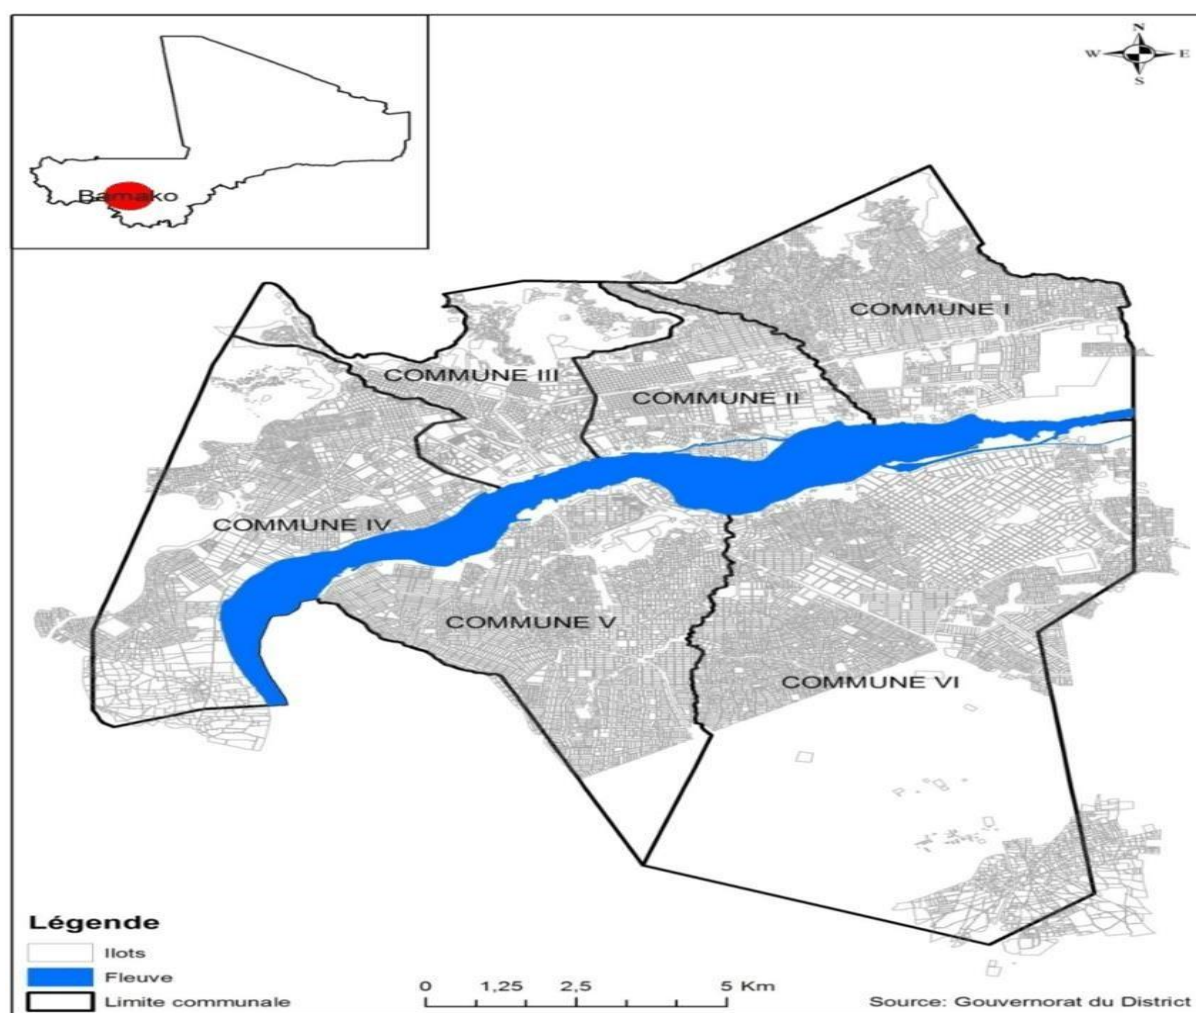 N
W E
S
Bamako
COMMUNE I
COMMUNE III
COMMUNE II
COMMUNE IV
COMMUNE V
COMMUNE VI
Légende
Ilots
Fleuve
Limite communale
0 1,25 2,5 5 Km
Source: Gouvernorat du District